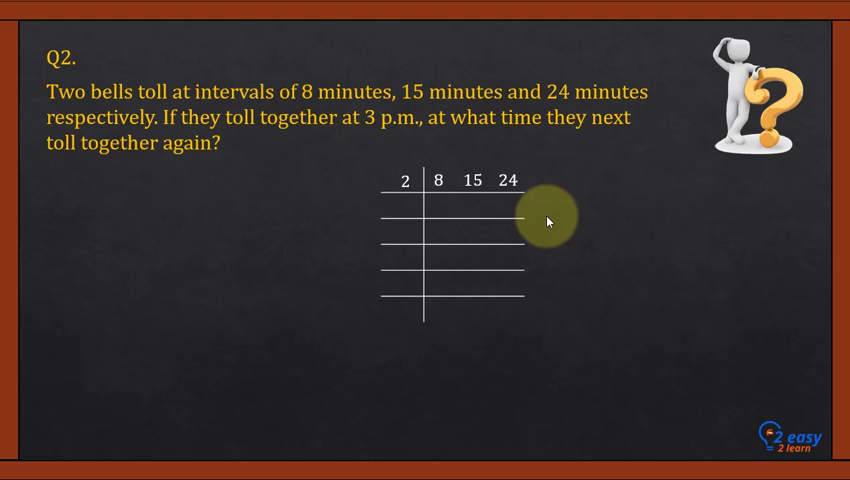 Q2.
Two bells toll at intervals of 8 minutes, 15 minutes and 24 minutes
respectively. If they toll together at 3 p.m., at what time they next
toll together again?
2 8 15 24
2 easy
2 learn